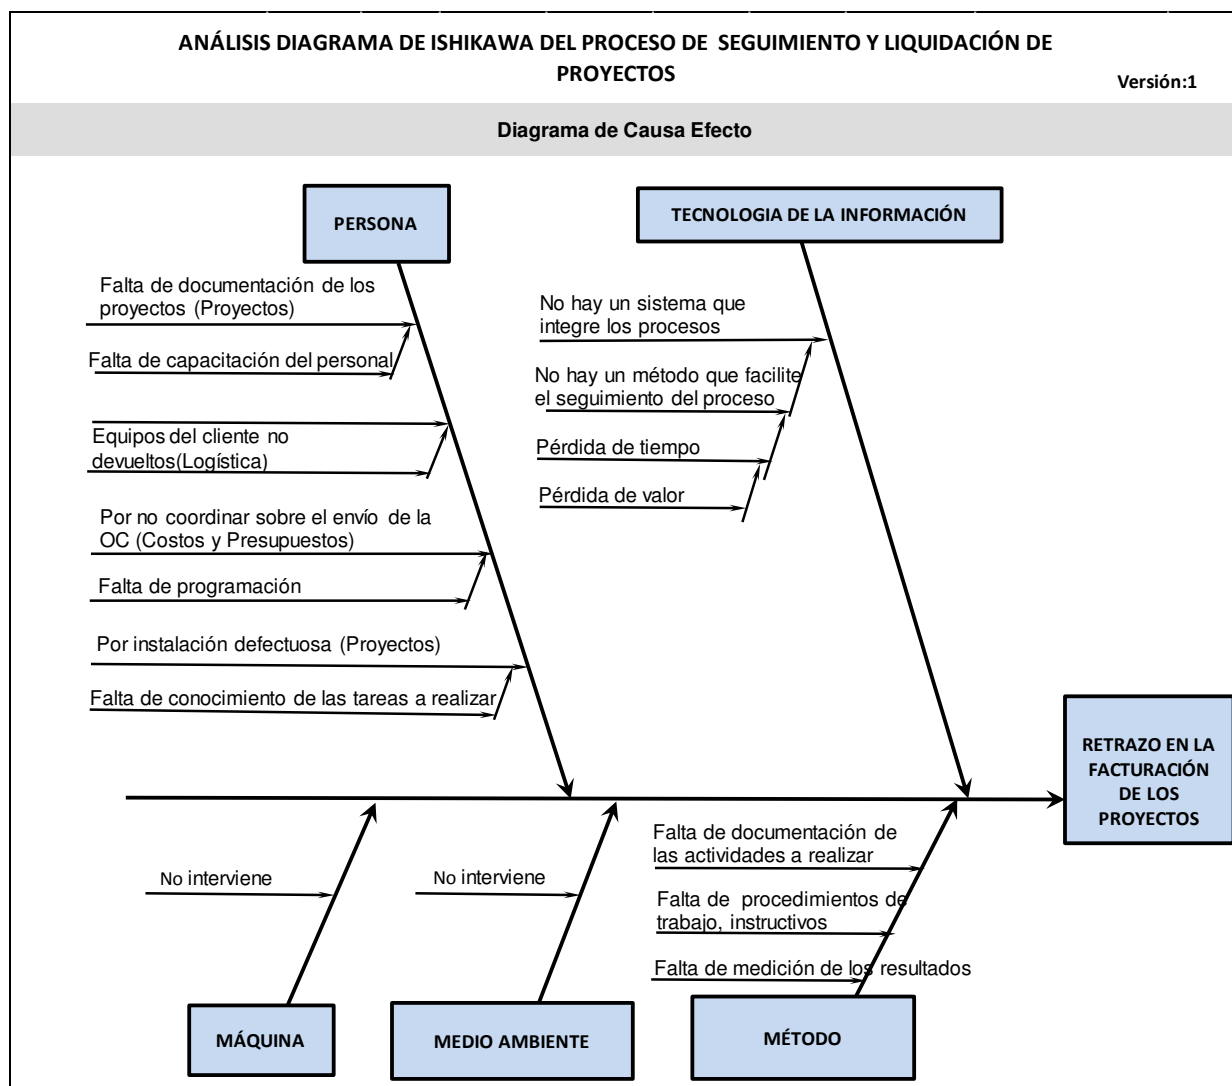 ANÁLISIS DIAGRAMA DE ISHIKAWA DEL PROCESO DE SEGUIMIENTO Y LIQUIDACIÓN DE
PROYECTOS
Versión:1
Diagrama de Causa Efecto
PERSONA
TECNOLOGIA DE LA INFORMACIÓN
Falta de documentación de los
proyectos (Proyectos)
Falta de capacitación del personal
Equipos del cliente no
devueltos(Logística)
Por no coordinar sobre el envío de la
OC (Costos y Presupuestos)
Falta de programación
Por instalación defectuosa (Proyectos)
Falta de conocimiento de las tareas a realizar
No hay un sistema que
integre los procesos
No hay un método que facilite
el seguimiento del proceso
Pérdida de tiempo
Pérdida de valor
RETRAZO EN LA
FACTURACIÓN
DE LOS
PROYECTOS
No interviene
No interviene
Falta de documentación de
las actividades a realizar
Falta de procedimientos de
trabajo, instructivos
Falta de medición de los resultados
MÁQUINA
MEDIO AMBIENTE
MÉTODO